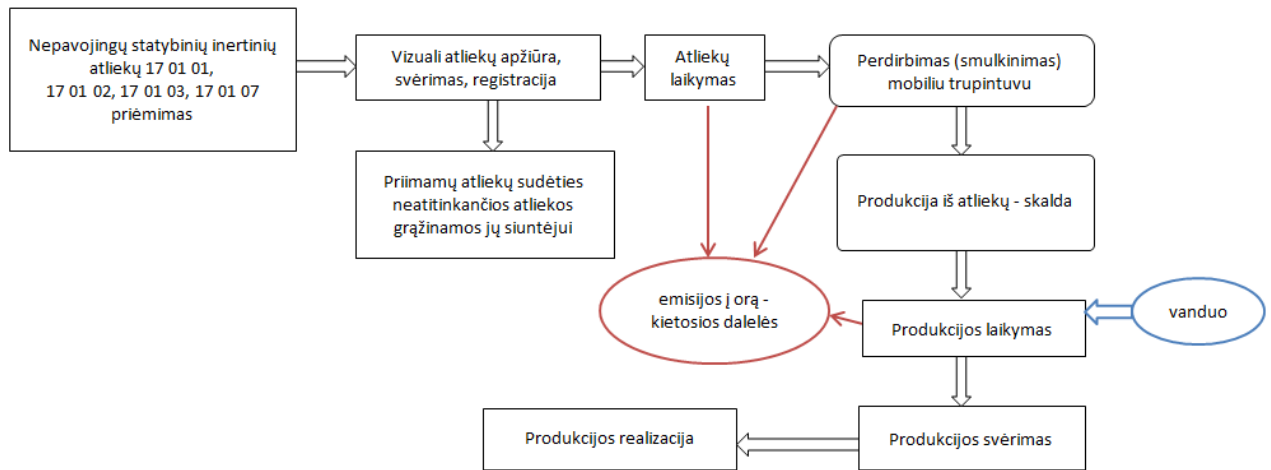 Nepavojingų statybinių inertinių
atliekų 17 01 01,
17 01 02, 17 01 03, 17 01 07
priėmimas
Vizuali atliekų apžiūra,
svėrimas, registracija
Atliekų
laikymas
Perdirbimas (smulkinimas)
mobiliu trupintuvu
Priimamų atliekų sudėties
neatitinkančios atliekos
grąžinamos jų siuntėjui
Produkcija iš atliekų - skalda
emisijos į orą -
kietosios dalelės
Produkcijos laikymas
vanduo
Produkcijos realizacija
Produkcijos svėrimas